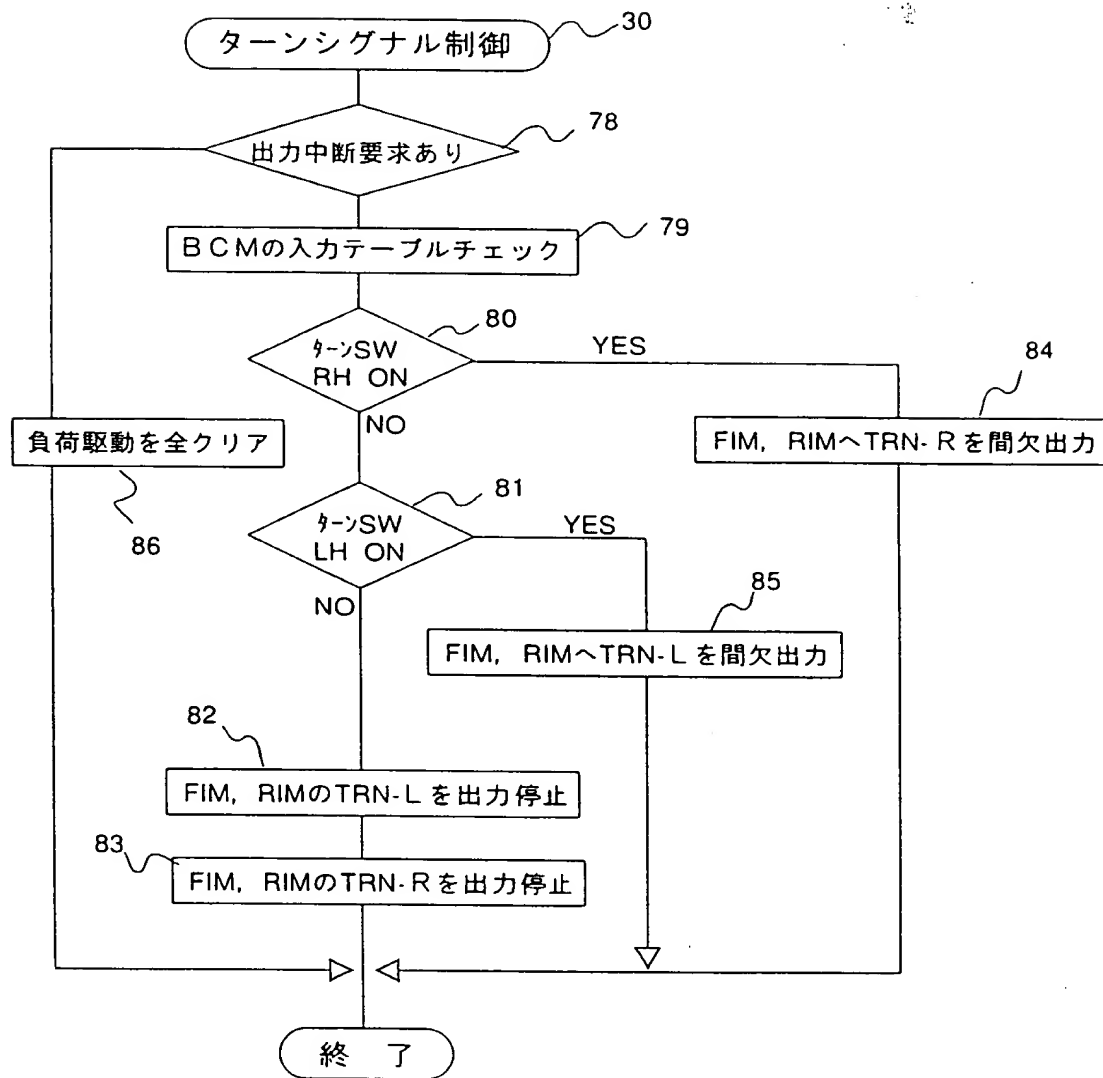 ターンシグナル制御
30
出力中断要求あり
78
BCMの入力テーブルチェック
79
ﾀｰﾝSW
RH ON
80
YES
NO
84
負荷駆動を全クリア
86
FIM, RIMへTRN-Rを間欠出力
ﾀｰﾝSW
LH ON
81
YES
NO
85
FIM, RIMへTRN-Lを間欠出力
82
FIM, RIMのTRN-Lを出力停止
83
FIM, RIMのTRN-Rを出力停止
終 了